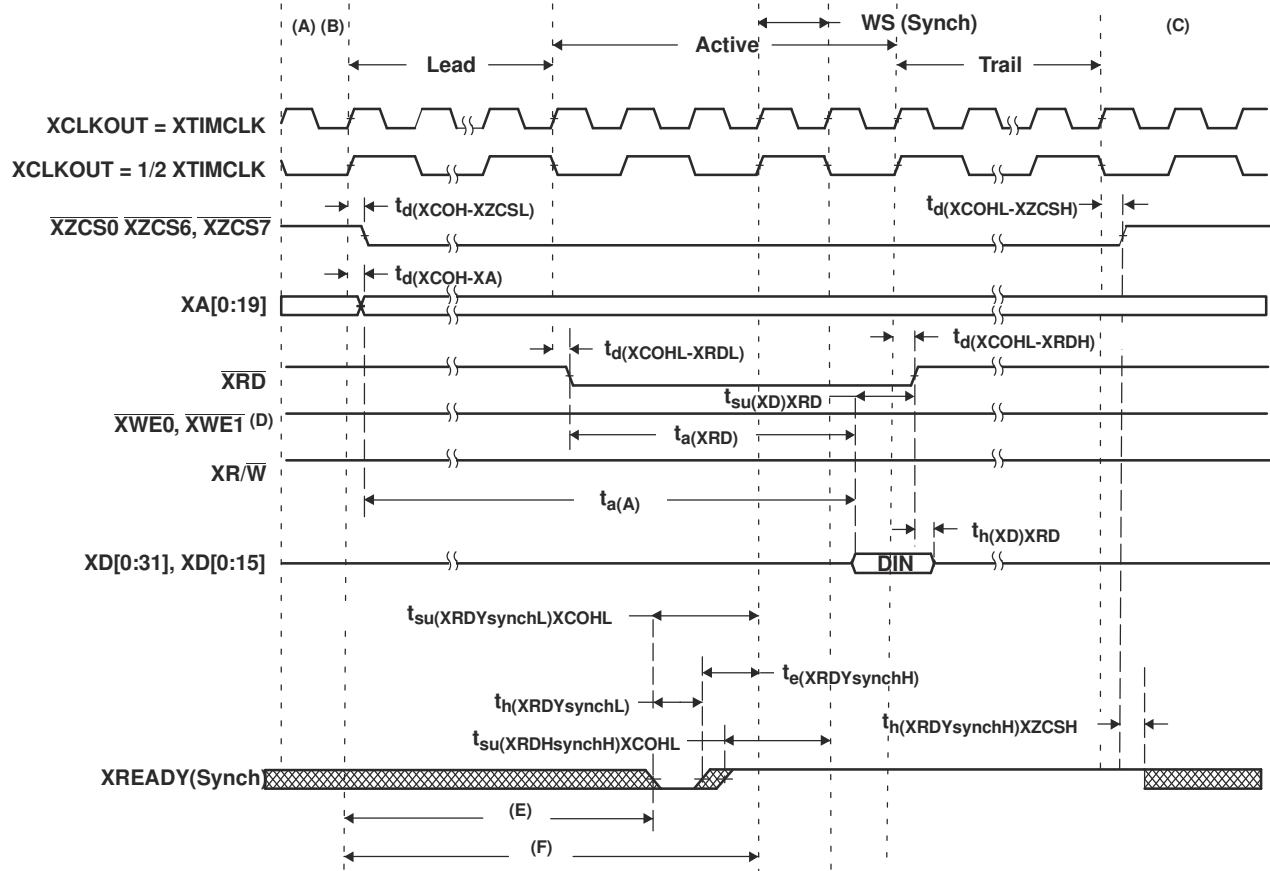 (A) (B)
WS (Synch)
(C)
Active
Lead
Trail
XCLKOUT = XTIMCLK
XCLKOUT = 1/2 XTIMCLK
td(XCOH-XZCSL)
td(XCOHL-XZCSH)
XZCS0 XZCS6, XZCS7
td(XCOH-XA)
XA[0:19]
td(XCOHL-XRDL)
td(XCOHL-XRDH)
XRD
tsu(XD)XRD
XWE0, XWE1 (D)
ta(XRD)
XR/W
ta(A)
th(XD)XRD
XD[0:31], XD[0:15]
DIN
tsu(XRDYsynchL)XCOHL
te(XRDYsynchH)
th(XRDYsynchL)
th(XRDYsynchH)XZCSH
tsu(XRDHsynchH)XCOHL
XREADY(Synch)
(E)
(F)